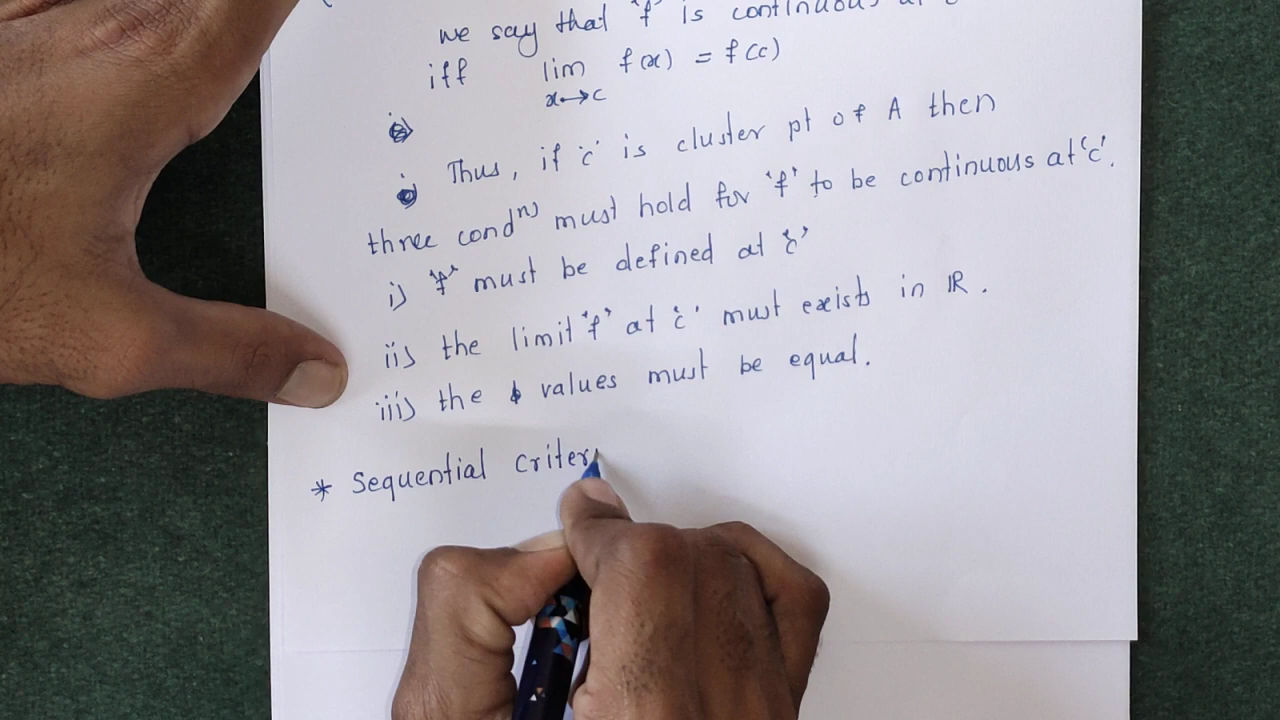 we say that 'f' is continuous at
iff lim f(x) = f(c)
x→c
Thus, if 'c' is cluster pt of A then
three condⁿˢ must hold for 'f' to be continuous at 'c'.
i) 'f' must be defined at 'c'
ii) the limit 'f' at 'c' must exists in ℝ.
iii) the values must be equal.
* Sequential criter